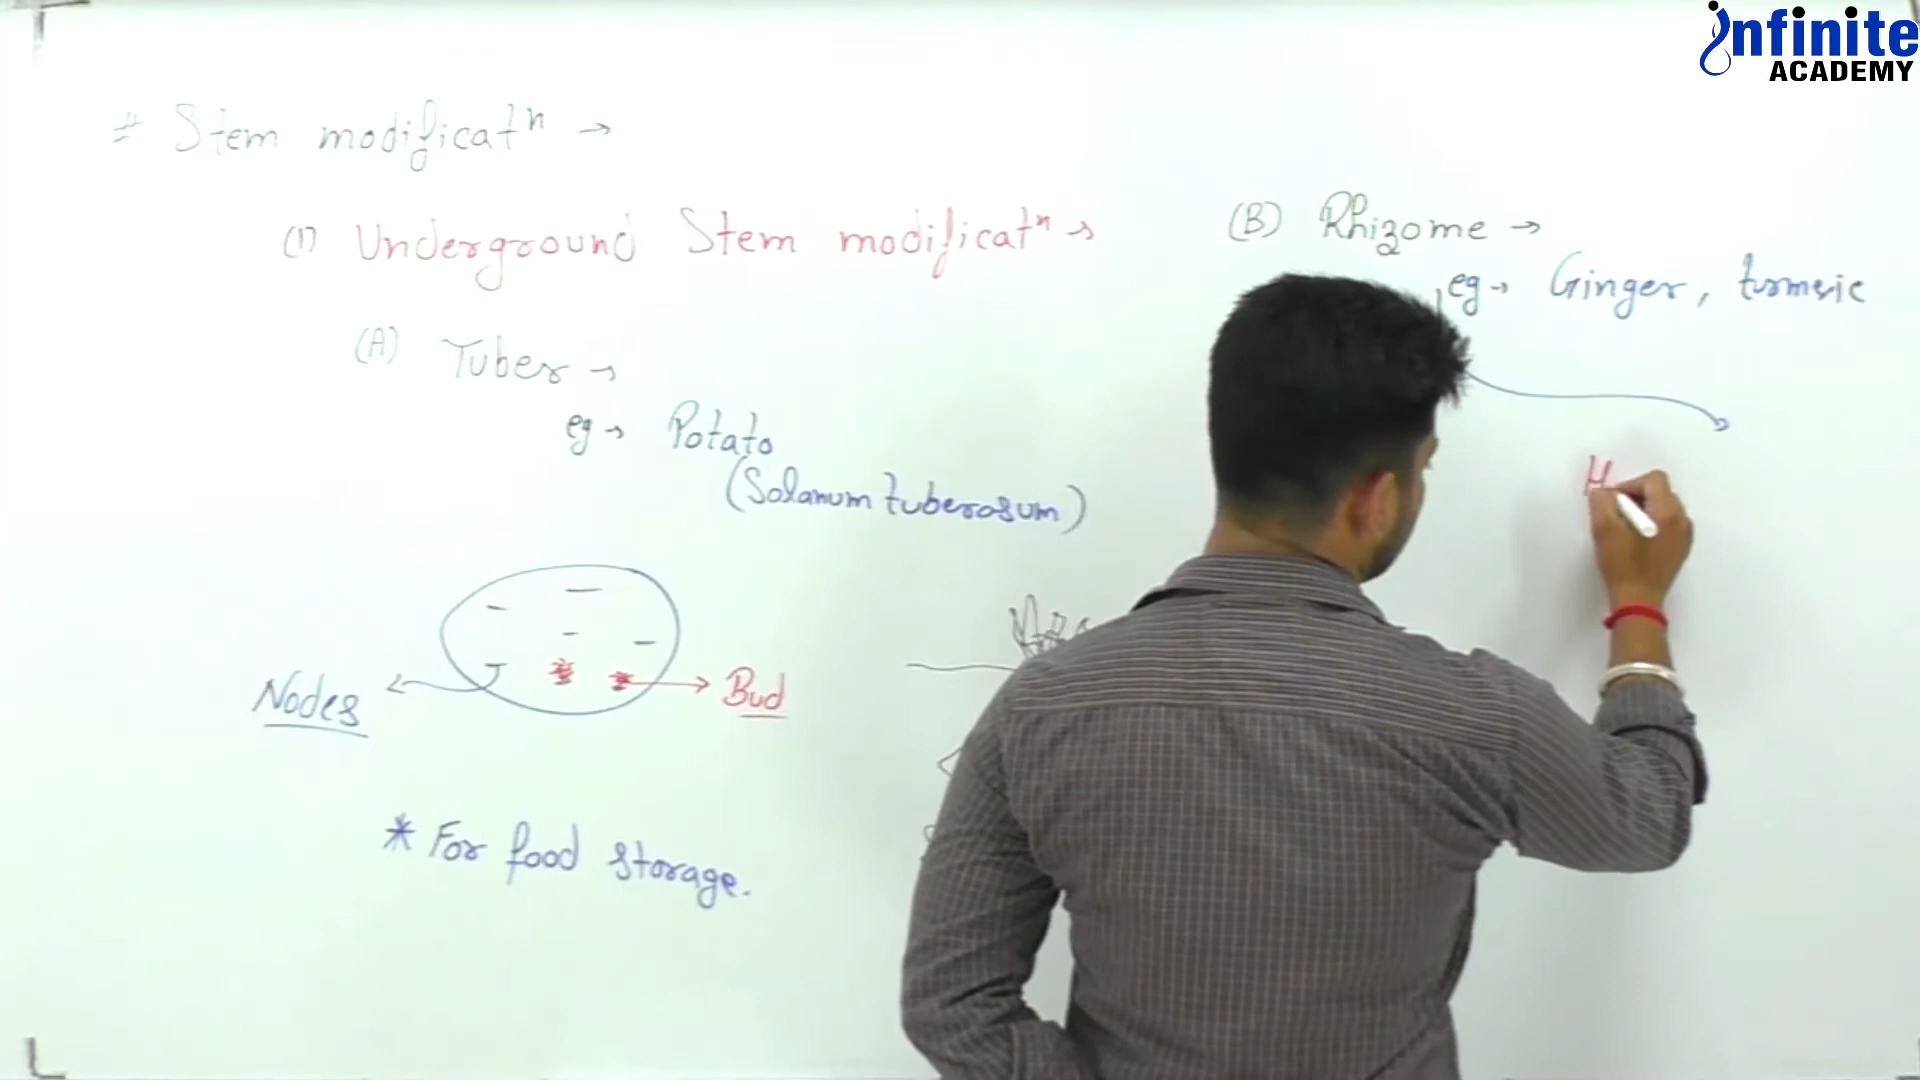 infinite
ACADEMY
# Stem modificatⁿ →
(1) Underground Stem modificatⁿ →
(A) Tuber →
eg → Potato
(Solanum tuberosum)
Nodes
Bud
* For food storage.
(B) Rhizome →
eg → Ginger, turmeric